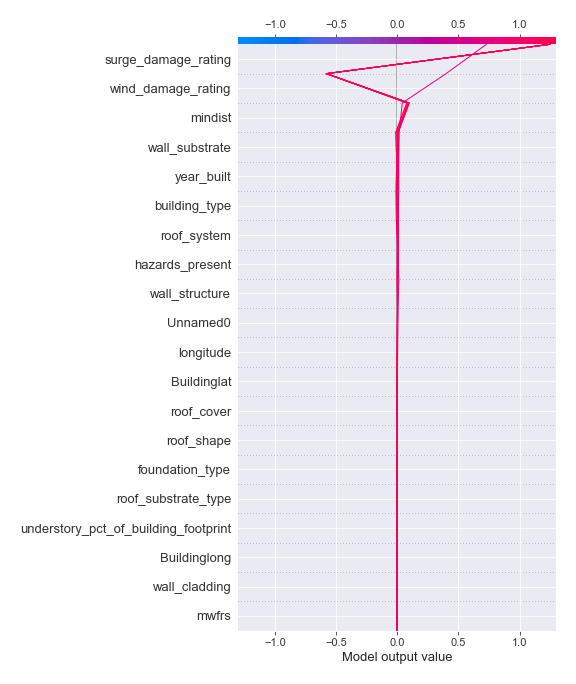 −1.0 −0.5 0.0 0.5 1.0
surge_damage_rating
wind_damage_rating
mindist
wall_substrate
year_built
building_type
roof_system
hazards_present
wall_structure
Unnamed0
longitude
Buildinglat
roof_cover
roof_shape
foundation_type
roof_substrate_type
understory_pct_of_building_footprint
Buildinglong
wall_cladding
mwfrs
−1.0 −0.5 0.0 0.5 1.0
Model output value